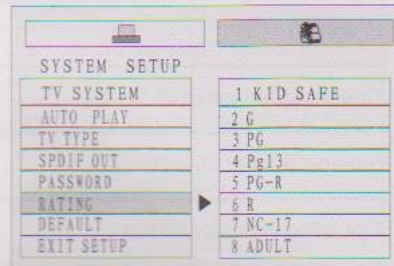 SYSTEM SETUP
TV SYSTEM
AUTO PLAY
TV TYPE
SPDIF OUT
PASSWORD
RATING
DEFAULT
EXIT SETUP
1 KID SAFE
2 G
3 PG
4 Pg13
5 PG-R
6 R
7 NC-17
8 ADULT